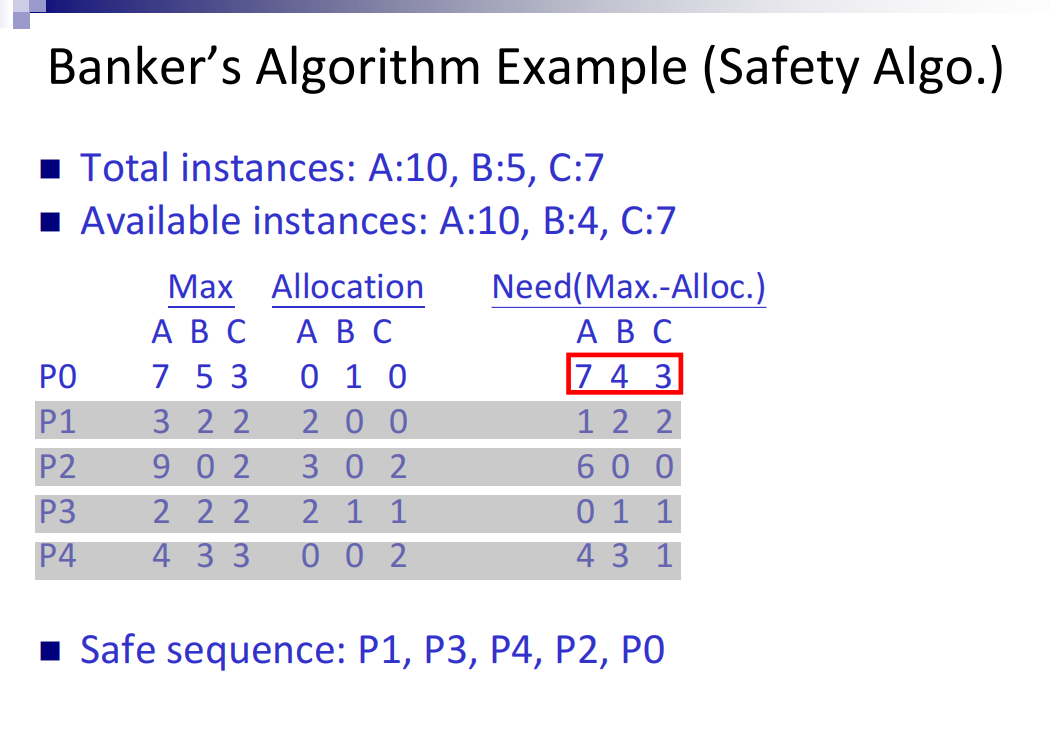 Banker’s Algorithm Example (Safety Algo.)
Total instances: A:10, B:5, C:7
Available instances: A:10, B:4, C:7
Max Allocation Need(Max.-Alloc.)
A B C A B C A B C
P0 7 5 3 0 1 0 7 4 3
P1 3 2 2 2 0 0 1 2 2
P2 9 0 2 3 0 2 6 0 0
P3 2 2 2 2 1 1 0 1 1
P4 4 3 3 0 0 2 4 3 1
Safe sequence: P1, P3, P4, P2, P0